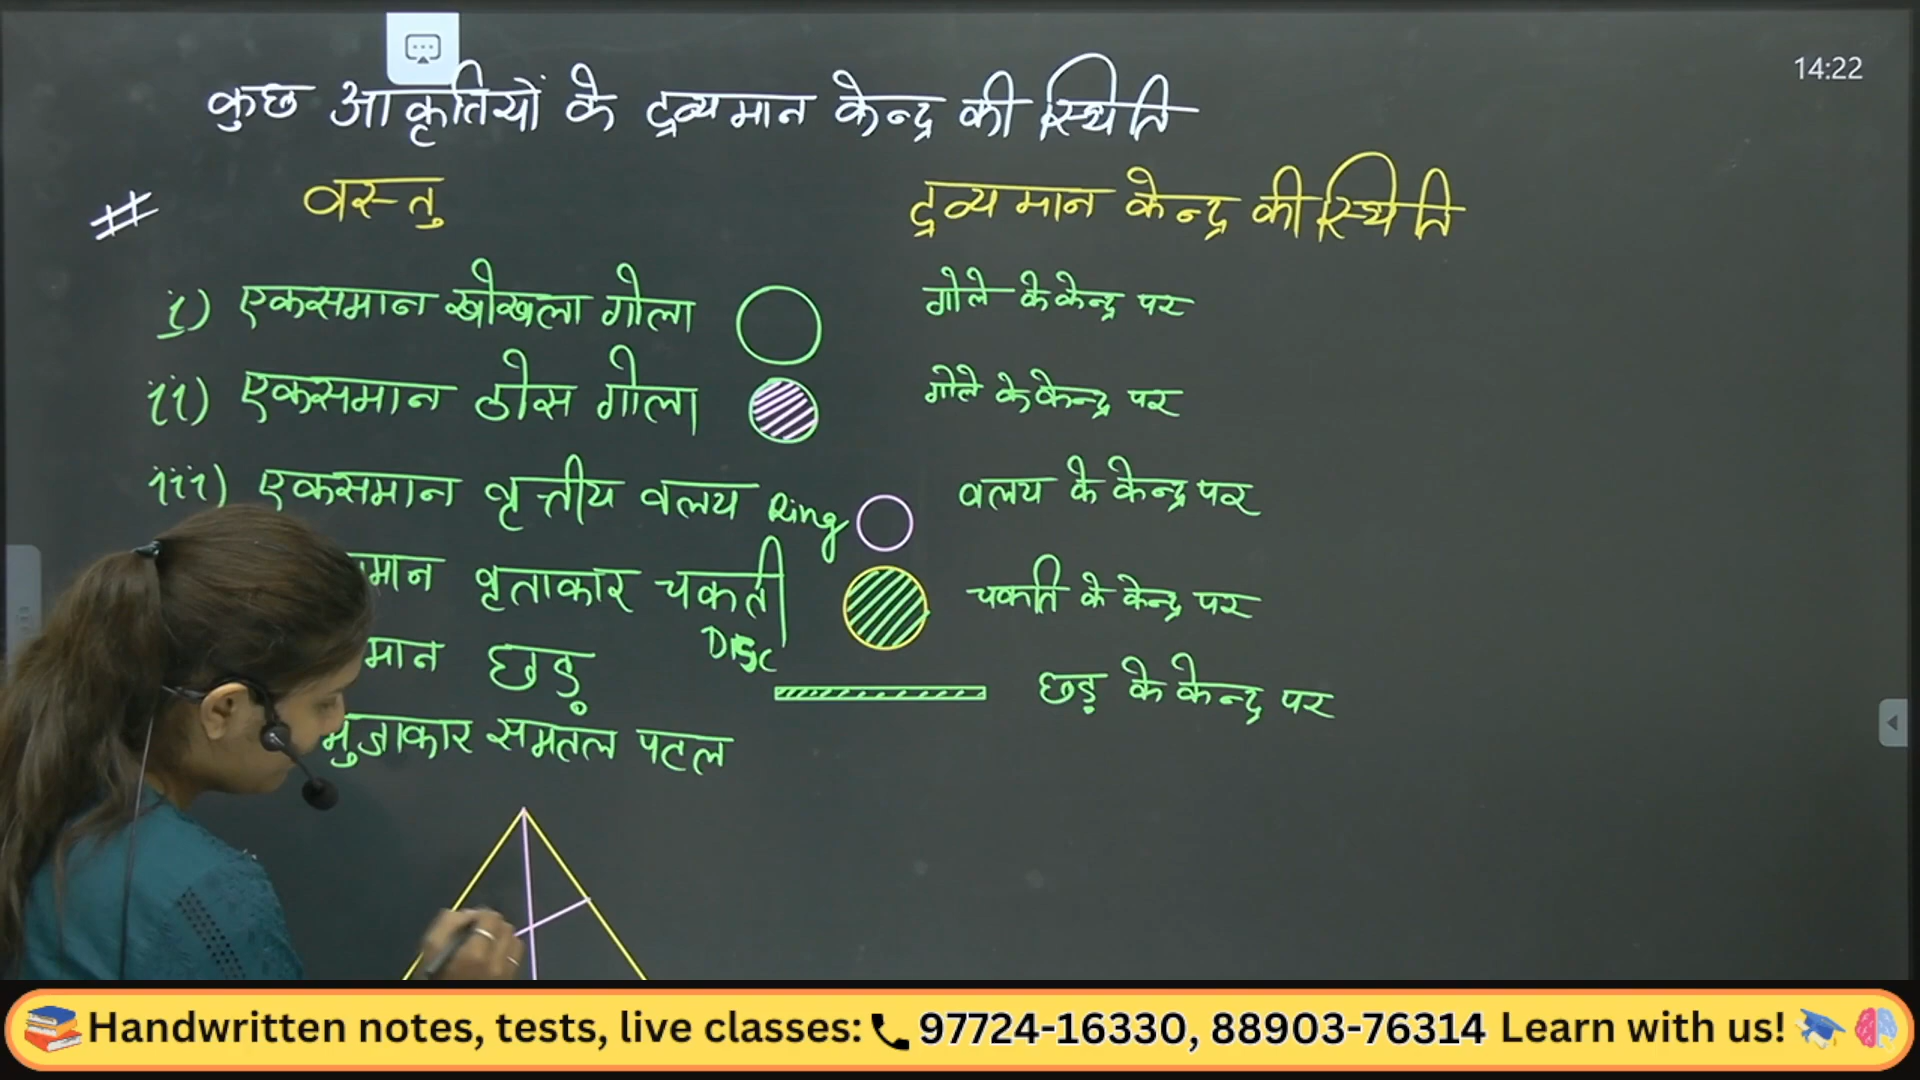 14:22
कुछ आकृतियों के द्रव्यमान केन्द्र की स्थिति
# वस्तु द्रव्यमान केन्द्र की स्थिति
i) एकसमान खोखला गोला गोले के केन्द्र पर
ii) एकसमान ठोस गोला गोले के केन्द्र पर
iii) एकसमान वृत्तीय वलय Ring वलय के केन्द्र पर
मान वृताकार चकती चकति के केन्द्र पर
DISC
मान छड़ छड़ के केन्द्र पर
भुजाकार समतल पटल
Handwritten notes, tests, live classes: 97724-16330, 88903-76314 Learn with us!